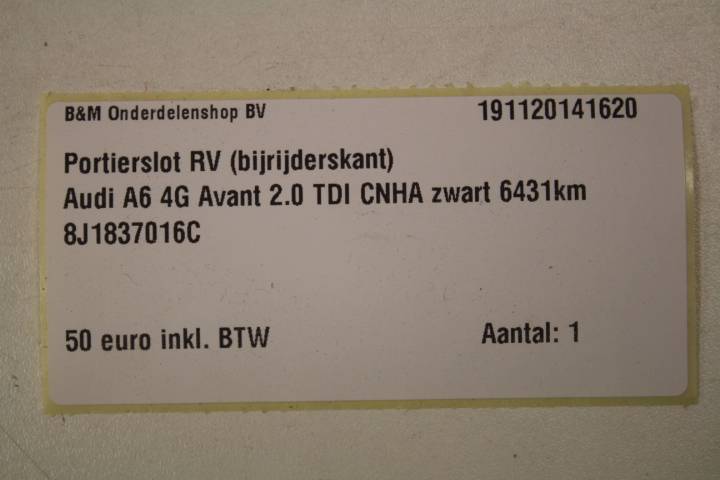 B&M Onderdelenshop BV 191120141620
Portierslot RV (bijrijderskant)
Audi A6 4G Avant 2.0 TDI CNHA zwart 6431km
8J1837016C
50 euro inkl. BTW Aantal: 1